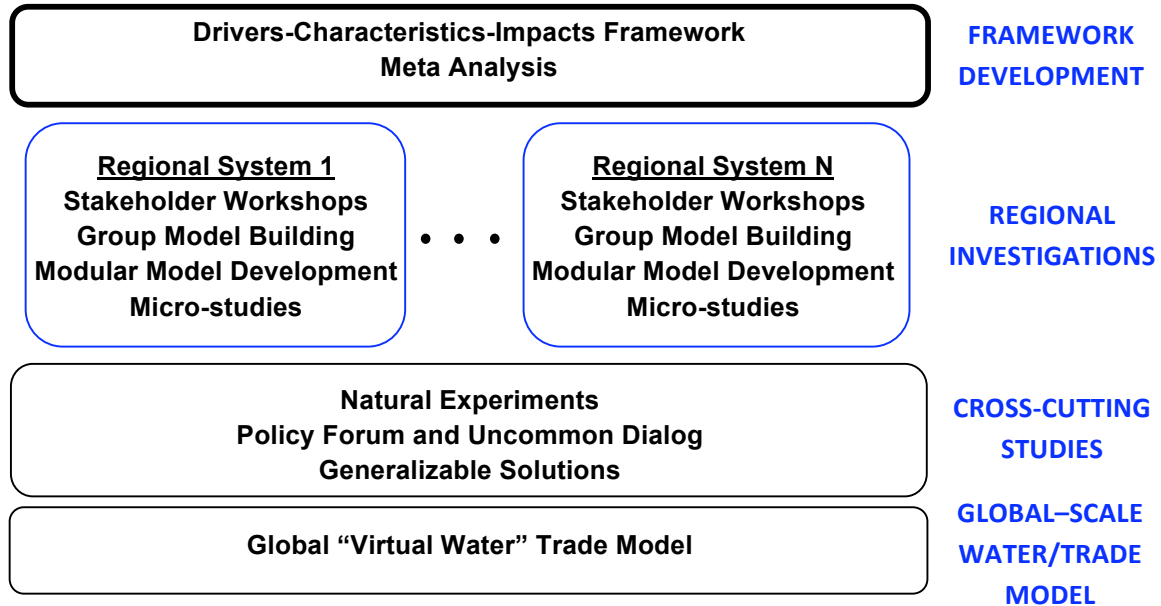 Drivers-Characteristics-Impacts Framework
Meta Analysis
FRAMEWORK
DEVELOPMENT
Regional System 1
Stakeholder Workshops
Group Model Building
Modular Model Development
Micro-studies
• • •
Regional System N
Stakeholder Workshops
Group Model Building
Modular Model Development
Micro-studies
REGIONAL
INVESTIGATIONS
Natural Experiments
Policy Forum and Uncommon Dialog
Generalizable Solutions
CROSS-CUTTING
STUDIES
Global “Virtual Water” Trade Model
GLOBAL–SCALE
WATER/TRADE
MODEL